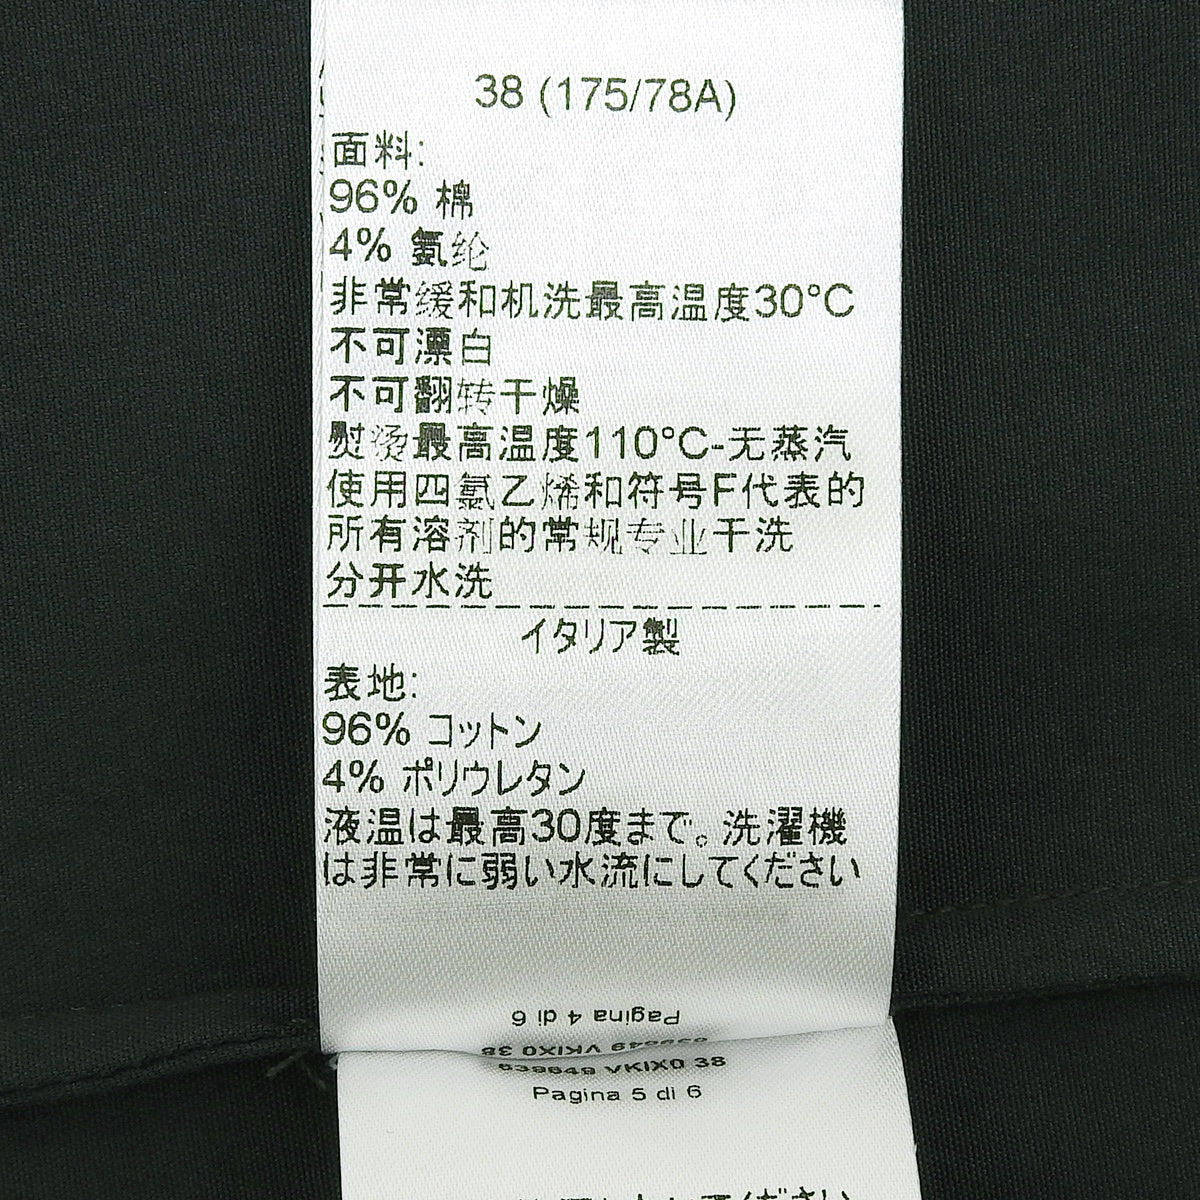 38 (175/78A)
面料:
96% 棉
4% 氨纶
非常缓和机洗最高温度30°C
不可漂白
不可翻转干燥
熨烫最高温度110°C-无蒸汽
使用四氯乙烯和符号F代表的
所有溶剂的常规专业干洗
分开水洗
イタリア製
表地:
96% コットン
4% ポリウレタン
液温は最高30度まで。洗濯機
は非常に弱い水流にしてください
Pagina 4 di 6
VKIX0 38
639649 VKIX0 38
Pagina 5 di 6